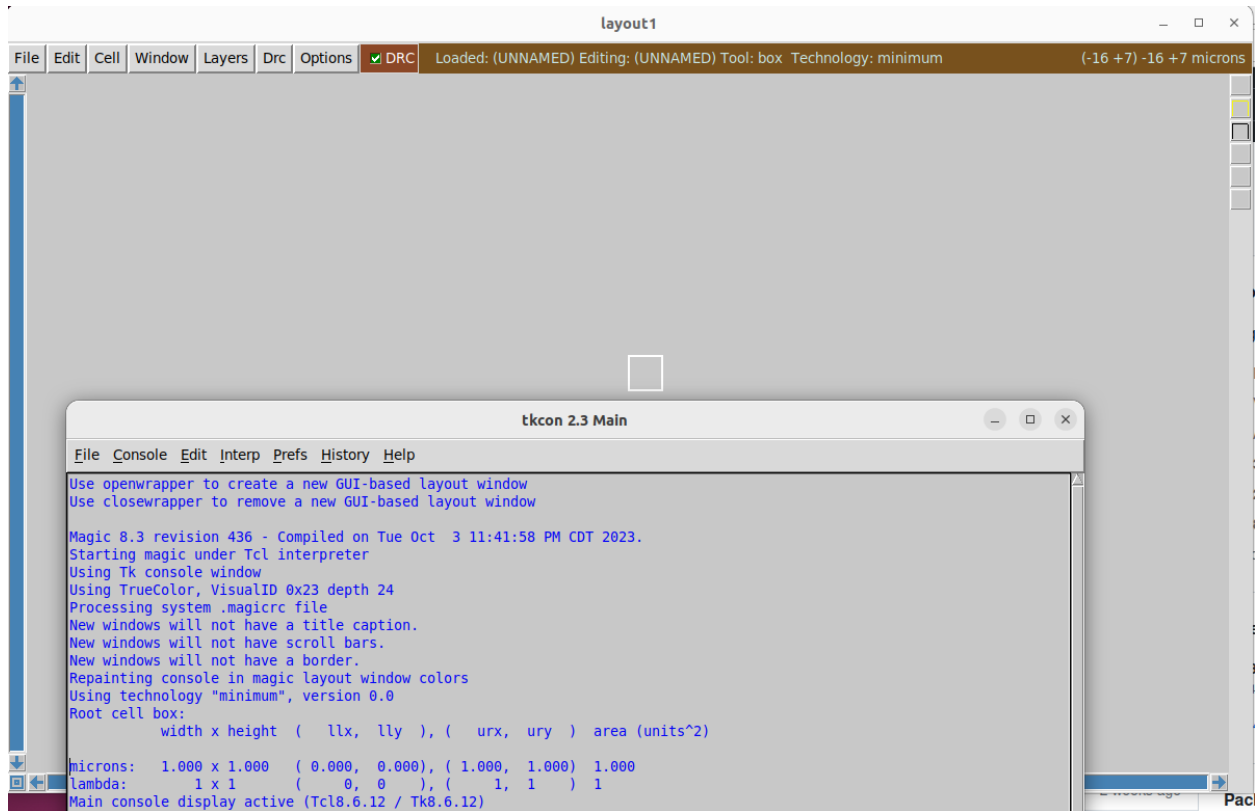 layout1
File Edit Cell Window Layers Drc Options DRC Loaded: (UNNAMED) Editing: (UNNAMED) Tool: box Technology: minimum (-16 +7) -16 +7 microns
tkcon 2.3 Main
File Console Edit Interp Prefs History Help
Use openwrapper to create a new GUI-based layout window
Use closewrapper to remove a new GUI-based layout window
Magic 8.3 revision 436 - Compiled on Tue Oct  3 11:41:58 PM CDT 2023.
Starting magic under Tcl interpreter
Using Tk console window
Using TrueColor, VisualID 0x23 depth 24
Processing system .magicrc file
New windows will not have a title caption.
New windows will not have scroll bars.
New windows will not have a border.
Repainting console in magic layout window colors
Using technology "minimum", version 0.0
Root cell box:
width x height  (   llx,  lly  ), (   urx,  ury  )  area (units^2)
microns:   1.000 x 1.000   ( 0.000,  0.000), ( 1.000,  1.000)  1.000
lambda:        1 x 1       (     0,  0    ), (     1,  1    )  1
Main console display active (Tcl8.6.12 / Tk8.6.12)
Pac